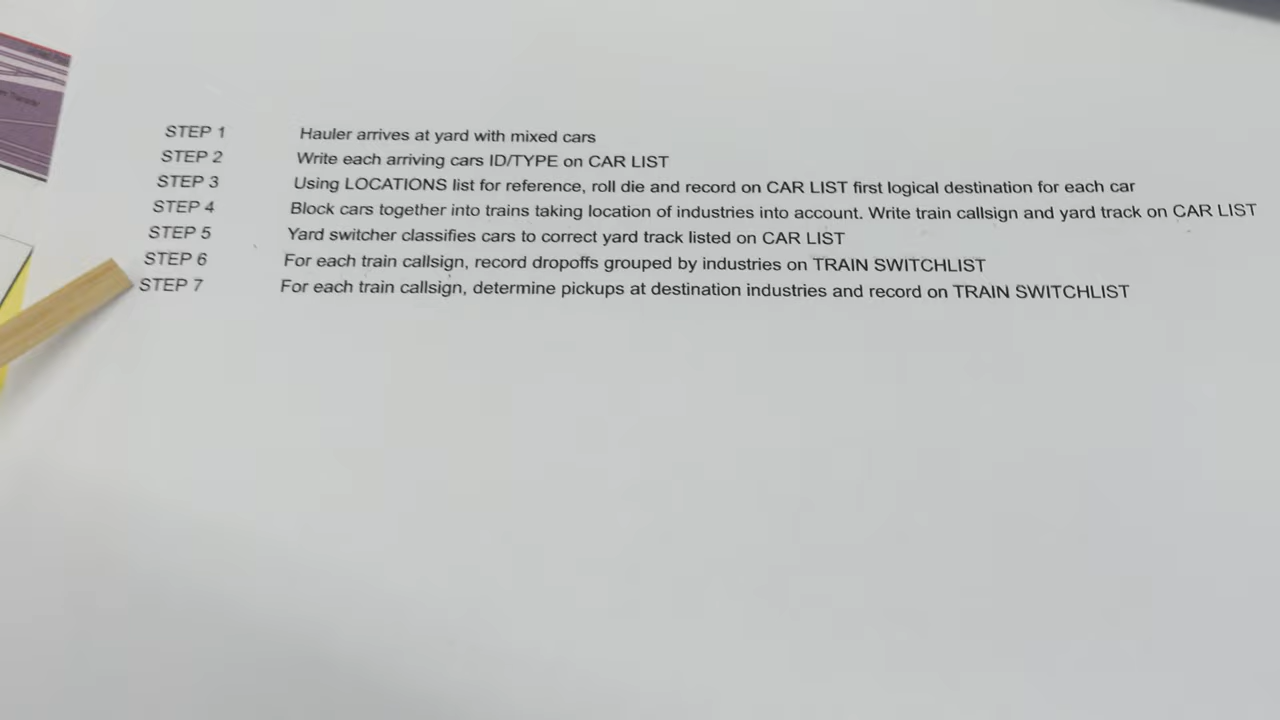 STEP 1 Hauler arrives at yard with mixed cars
STEP 2 Write each arriving cars ID/TYPE on CAR LIST
STEP 3 Using LOCATIONS list for reference, roll die and record on CAR LIST first logical destination for each car
STEP 4 Block cars together into trains taking location of industries into account. Write train callsign and yard track on CAR LIST
STEP 5 Yard switcher classifies cars to correct yard track listed on CAR LIST
STEP 6 For each train callsign, record dropoffs grouped by industries on TRAIN SWITCHLIST
STEP 7 For each train callsign, determine pickups at destination industries and record on TRAIN SWITCHLIST